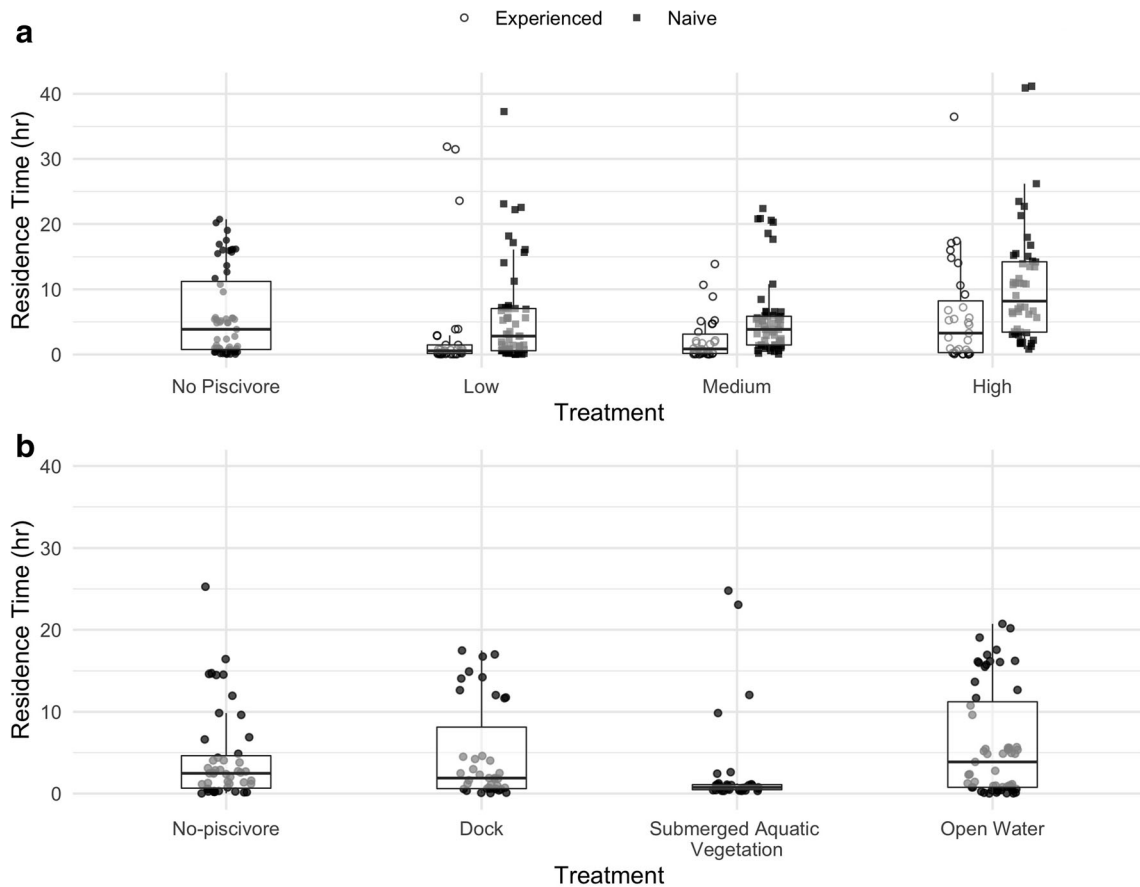 Experienced Naive
a
40
30
20
10
0
Residence Time (hr)
No Piscivore Low Medium High
Treatment
b
40
30
20
10
0
Residence Time (hr)
No-piscivore Dock Submerged Aquatic Vegetation Open Water
Treatment